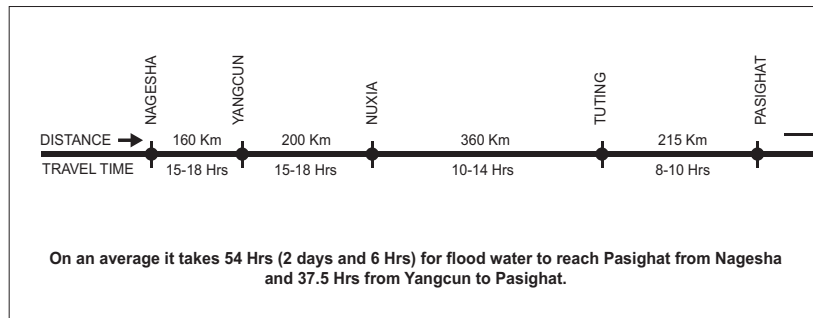 NAGESHA
YANGCUN
NUXIA
TUTING
PASIGHAT
DISTANCE 160 Km 200 Km 360 Km 215 Km
TRAVEL TIME 15-18 Hrs 15-18 Hrs 10-14 Hrs 8-10 Hrs
On an average it takes 54 Hrs (2 days and 6 Hrs) for flood water to reach Pasighat from Nagesha
and 37.5 Hrs from Yangcun to Pasighat.